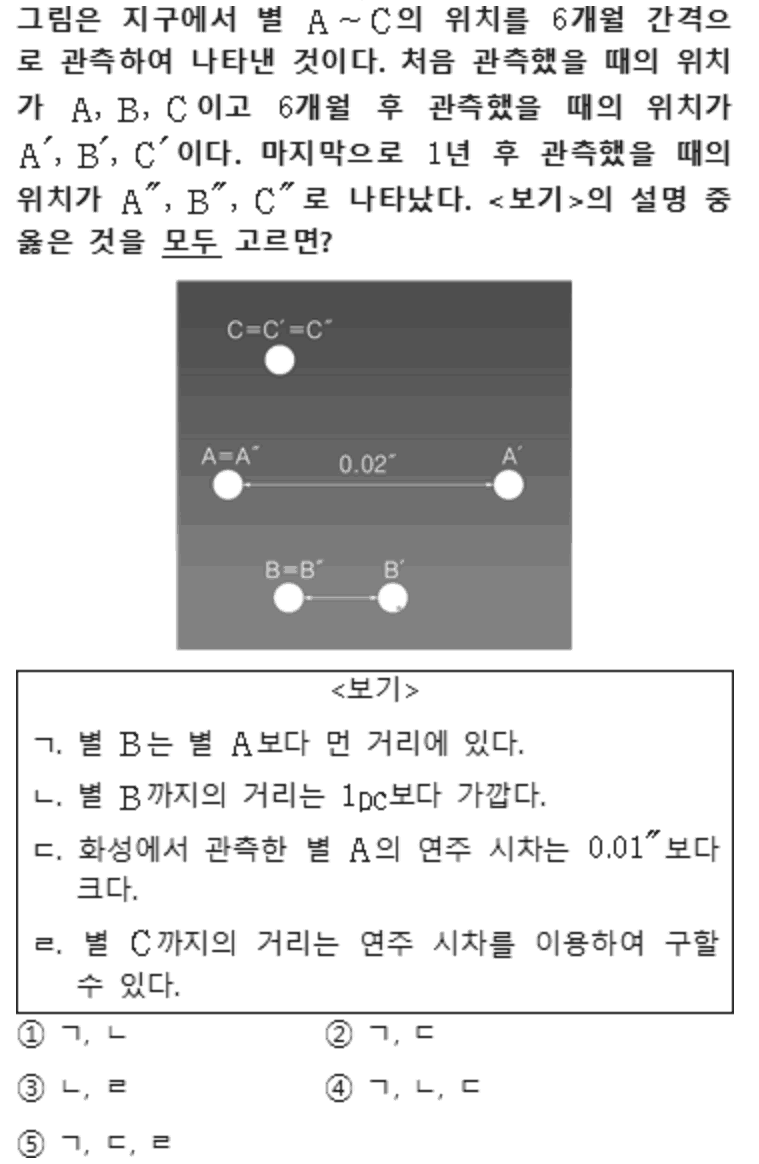 그림은 지구에서 별 A ~ C의 위치를 6개월 간격으
로 관측하여 나타낸 것이다. 처음 관측했을 때의 위치
가 A, B, C 이고 6개월 후 관측했을 때의 위치가
A′, B′, C′이다. 마지막으로 1년 후 관측했을 때의
위치가 A″, B″, C″로 나타났다. <보기>의 설명 중
옳은 것을 모두 고르면?
C=C′=C″
A=A″ 0.02″ A′
B=B″ B′
<보기>
ㄱ. 별 B는 별 A보다 먼 거리에 있다.
ㄴ. 별 B까지의 거리는 1pc보다 가깝다.
ㄷ. 화성에서 관측한 별 A의 연주 시차는 0.01″보다
크다.
ㄹ. 별 C까지의 거리는 연주 시차를 이용하여 구할
수 있다.
① ㄱ, ㄴ ② ㄱ, ㄷ
③ ㄴ, ㄹ ④ ㄱ, ㄴ, ㄷ
⑤ ㄱ, ㄷ, ㄹ